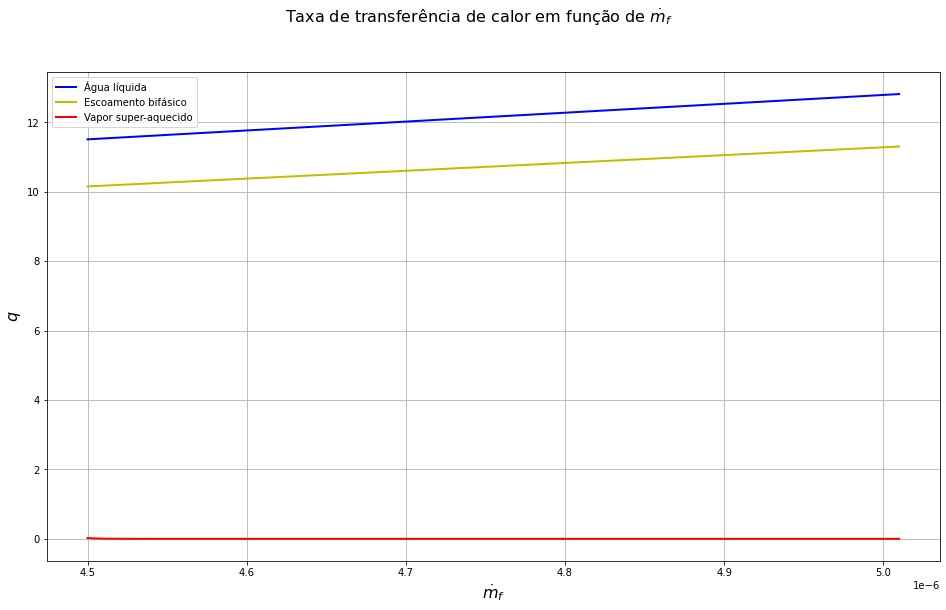 Taxa de transferência de calor em função de ṁ_f
Água líquida
Escoamento bifásico
Vapor super-aquecido
12
10
8
6
4
2
0
q
4.5
4.6
4.7
4.8
4.9
5.0
1e−6
ṁ_f